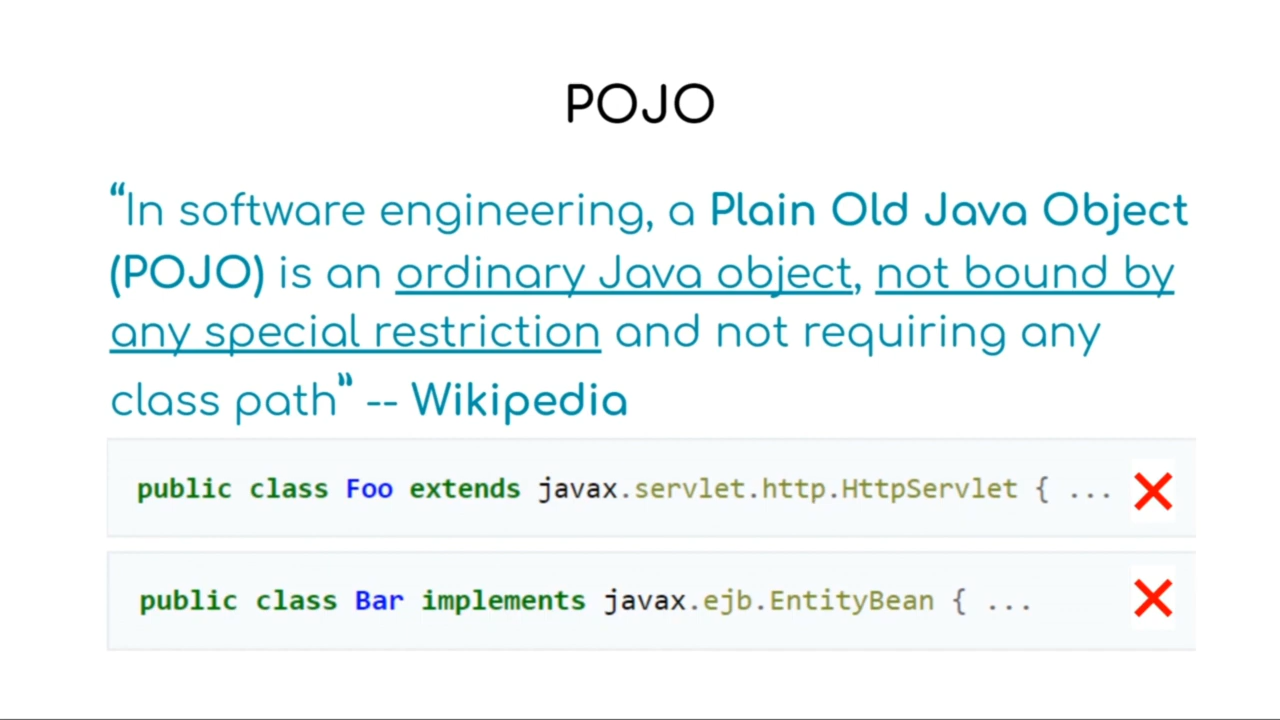 POJO
“In software engineering, a Plain Old Java Object
(POJO) is an ordinary Java object, not bound by
any special restriction and not requiring any
class path” -- Wikipedia
public class Foo extends javax.servlet.http.HttpServlet { ...
public class Bar implements javax.ejb.EntityBean { ...